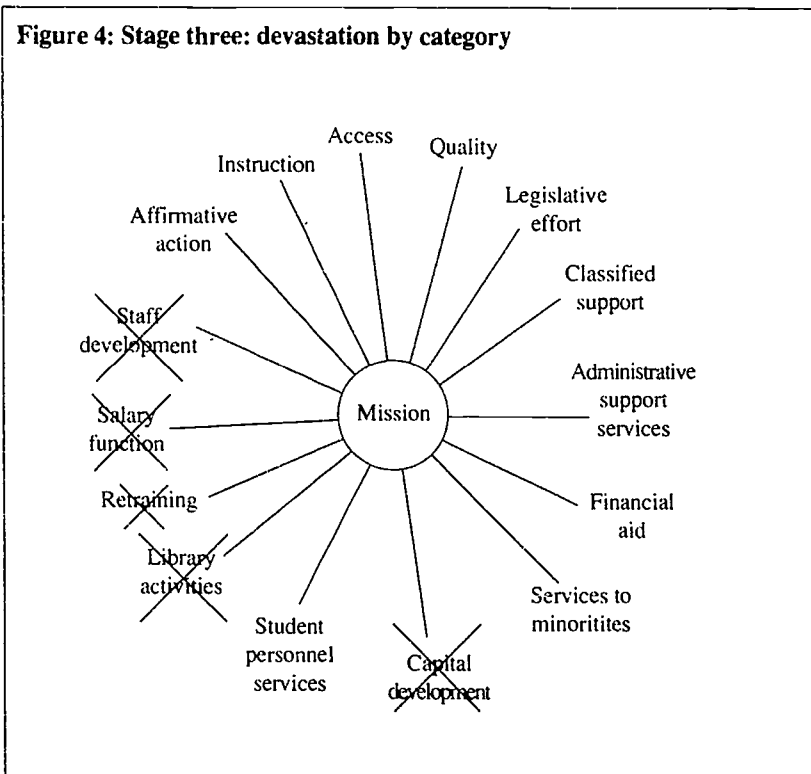 Figure 4: Stage three: devastation by category
Access
Quality
Instruction
Legislative
effort
Affirmative
action
Classified
support
Staff
development
Administrative
support
services
Salary
function
Mission
Retraining
Financial
aid
Library
activities
Services to
minoritites
Student
personnel
services
Capital
development